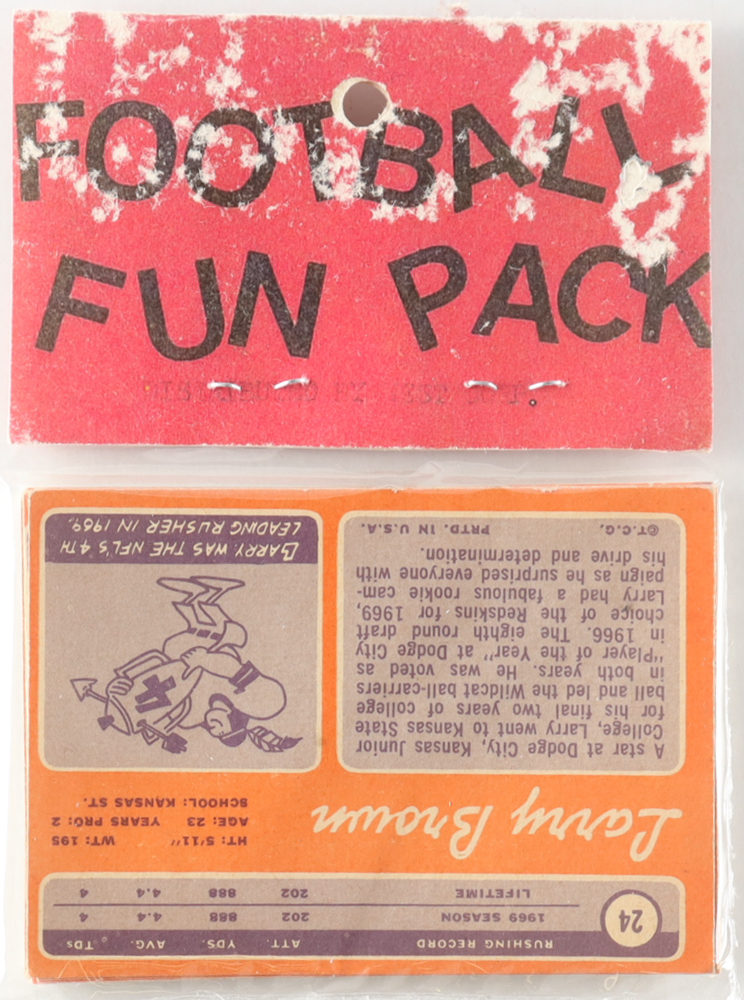 FOOTBALL
FUN PACK
24
RUSHING RECORD ATT. YDS. AVG. TDs
1969 SEASON 202 888 4.4 4
LIFETIME 202 888 4.4 4
Larry Brown
HT: 5'11" WT: 195
AGE: 23 YEARS PRO: 2
SCHOOL: KANSAS ST.
A star at Dodge City, Kansas Junior
College, Larry went to Kansas State
for his final two years of college
ball and led the Wildcat ball-carriers
in both years. He was voted as
"Player of the Year" at Dodge City
in 1966. The eighth round draft
choice of the Redskins for 1969,
Larry had a fabulous rookie cam-
paign as he surprised everyone with
his drive and determination.
©T.C.G. PRTD. IN U.S.A.
44
LARRY WAS THE NFL'S 4TH
LEADING RUSHER IN 1969.